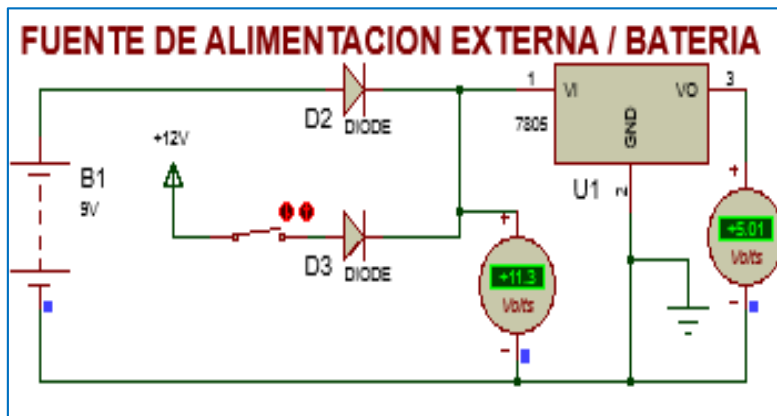 FUENTE DE ALIMENTACION EXTERNA / BATERIA
D2
DIODE
1
VI
VO
3
7805
GND
U1
2
+12V
B1
9V
D3
DIODE
+
+11.3
Volts
-
+
+5.01
Volts
-